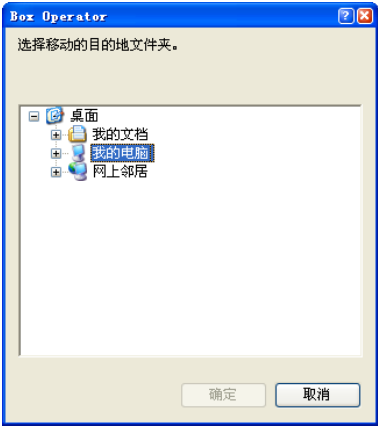 Box Operator
选择移动的目的地文件夹。
桌面
我的文档
我的电脑
网上邻居
确定 取消